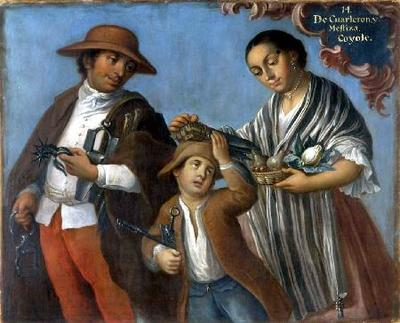 14.
De Cuarteron, y
Mestiza,
Coyote.